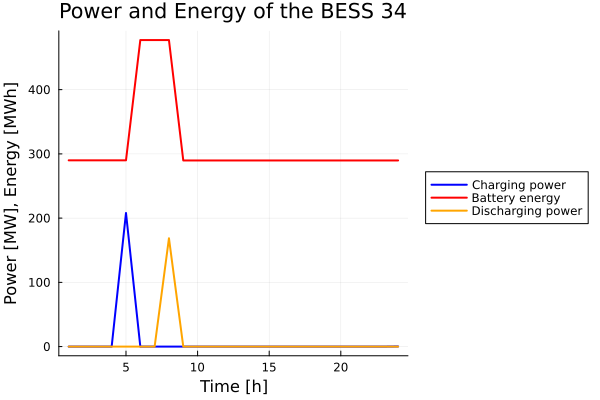 Power and Energy of the BESS 34
Power [MW], Energy [MWh]
400
300
200
100
0
5
10
15
20
Time [h]
Charging power
Battery energy
Discharging power